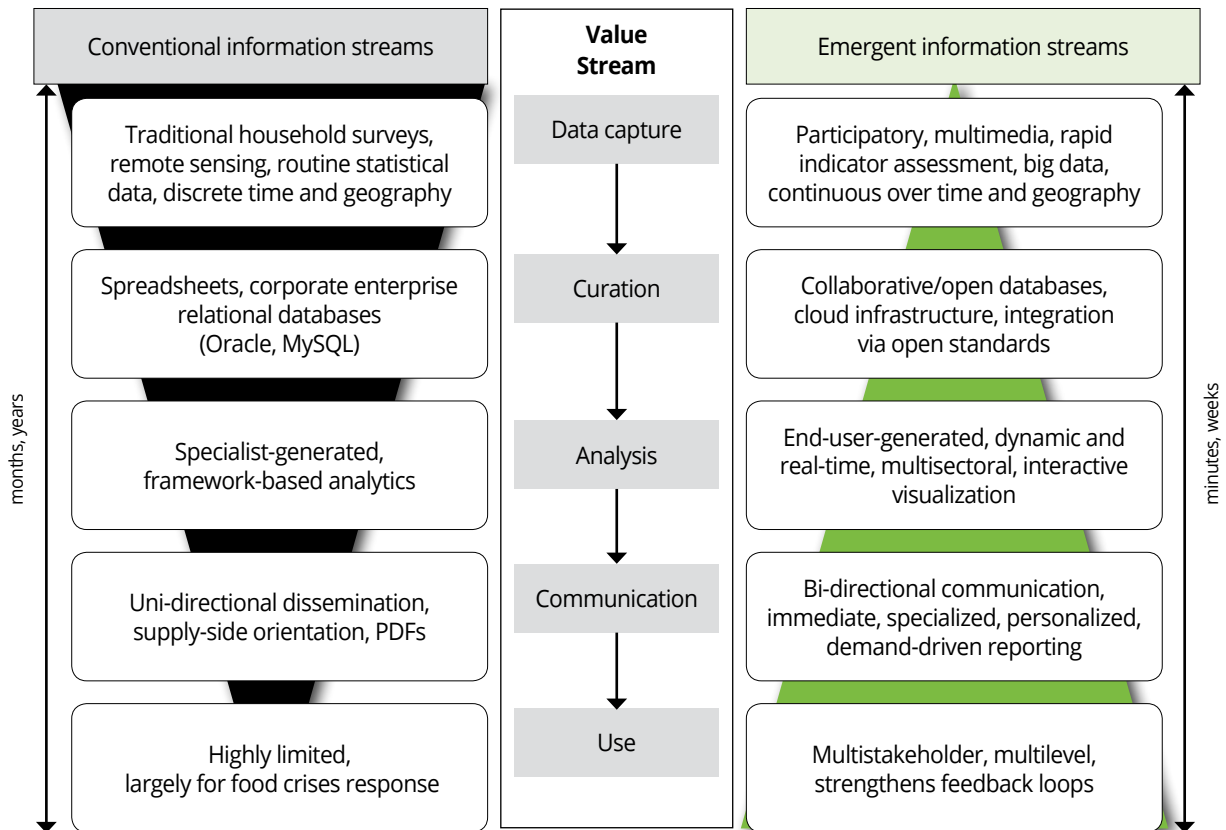 Conventional information streams
Value
Stream
Emergent information streams
months, years
Traditional household surveys,
remote sensing, routine statistical
data, discrete time and geography
Data capture
Participatory, multimedia, rapid
indicator assessment, big data,
continuous over time and geography
Spreadsheets, corporate enterprise
relational databases
(Oracle, MySQL)
Curation
Collaborative/open databases,
cloud infrastructure, integration
via open standards
Specialist-generated,
framework-based analytics
Analysis
End-user-generated, dynamic and
real-time, multisectoral, interactive
visualization
Uni-directional dissemination,
supply-side orientation, PDFs
Communication
Bi-directional communication,
immediate, specialized, personalized,
demand-driven reporting
Highly limited,
largely for food crises response
Use
Multistakeholder, multilevel,
strengthens feedback loops
minutes, weeks